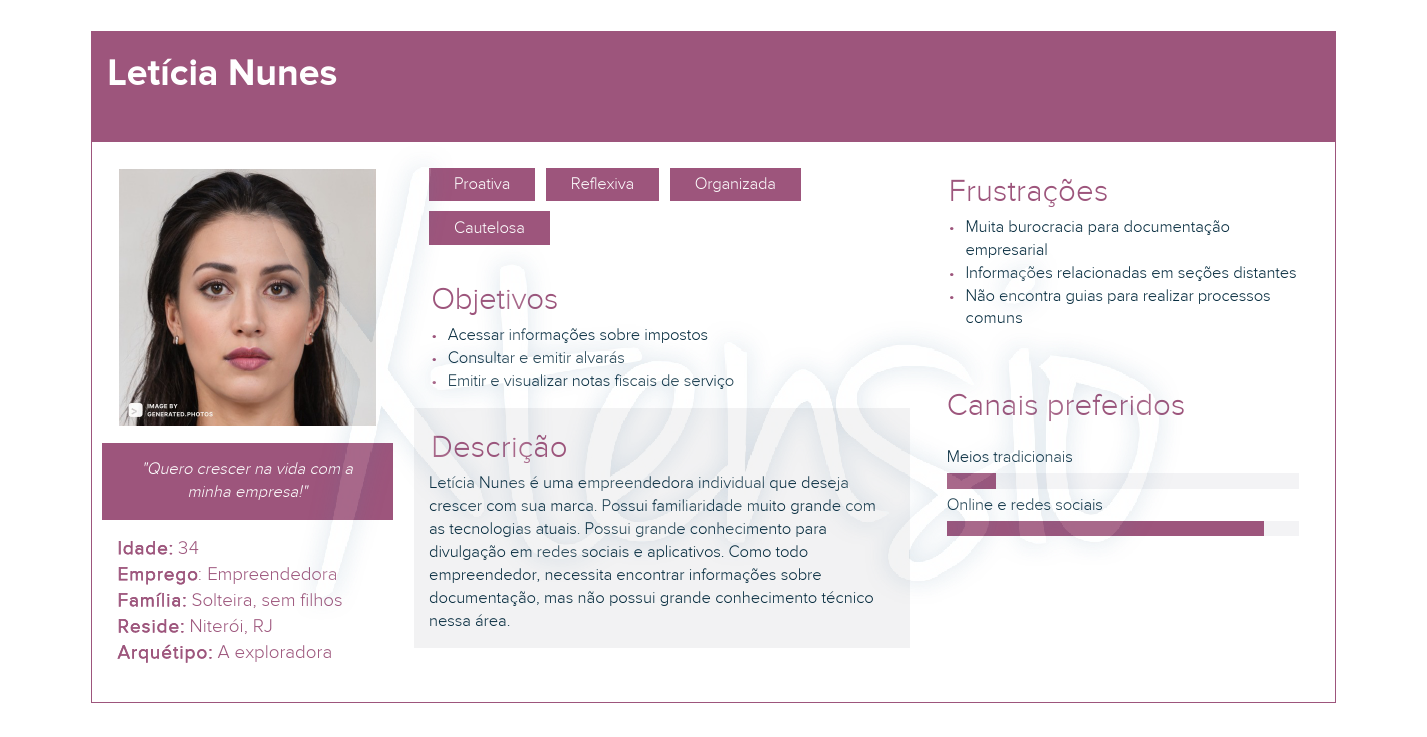 Letícia Nunes
IMAGE BY
GENERATED.PHOTOS
"Quero crescer na vida com a
minha empresa!"
Idade: 34
Emprego: Empreendedora
Família: Solteira, sem filhos
Reside: Niterói, RJ
Arquétipo: A exploradora
Proativa
Reflexiva
Organizada
Cautelosa
Objetivos
• Acessar informações sobre impostos
• Consultar e emitir alvarás
• Emitir e visualizar notas fiscais de serviço
Descrição
Letícia Nunes é uma empreendedora individual que deseja
crescer com sua marca. Possui familiaridade muito grande com
as tecnologias atuais. Possui grande conhecimento para
divulgação em redes sociais e aplicativos. Como todo
empreendedor, necessita encontrar informações sobre
documentação, mas não possui grande conhecimento técnico
nessa área.
Frustrações
• Muita burocracia para documentação
empresarial
• Informações relacionadas em seções distantes
• Não encontra guias para realizar processos
comuns
Canais preferidos
Meios tradicionais
Online e redes sociais
Xtensio